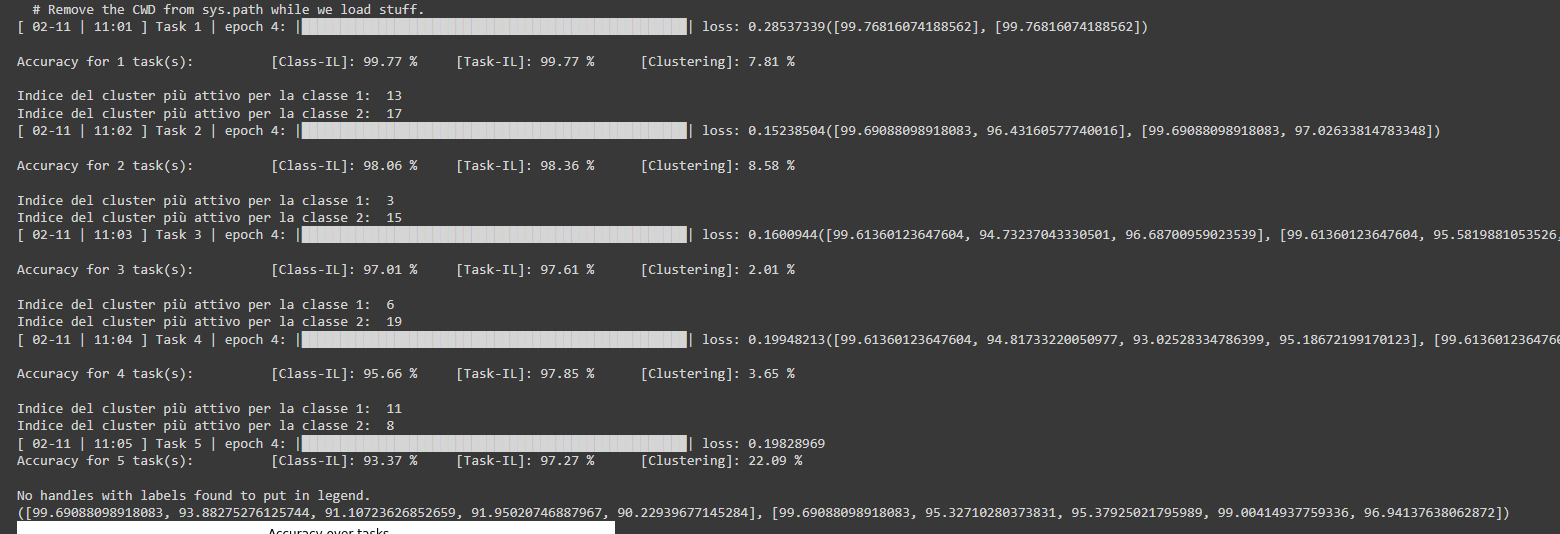 # Remove the CWD from sys.path while we load stuff.
[ 02-11 | 11:01 ] Task 1 | epoch 4: |██████████████████████████████████████████████████| loss: 0.28537339([99.76816074188562], [99.76816074188562])
Accuracy for 1 task(s): [Class-IL]: 99.77 % [Task-IL]: 99.77 % [Clustering]: 7.81 %
Indice del cluster più attivo per la classe 1: 13
Indice del cluster più attivo per la classe 2: 17
[ 02-11 | 11:02 ] Task 2 | epoch 4: |██████████████████████████████████████████████████| loss: 0.15238504([99.69088098918083, 96.43160577740016], [99.69088098918083, 97.02633814783348])
Accuracy for 2 task(s): [Class-IL]: 98.06 % [Task-IL]: 98.36 % [Clustering]: 8.58 %
Indice del cluster più attivo per la classe 1: 3
Indice del cluster più attivo per la classe 2: 15
[ 02-11 | 11:03 ] Task 3 | epoch 4: |██████████████████████████████████████████████████| loss: 0.1600944([99.61360123647604, 94.73237043330501, 96.68700959023539], [99.61360123647604, 95.5819881053526,
Accuracy for 3 task(s): [Class-IL]: 97.01 % [Task-IL]: 97.61 % [Clustering]: 2.01 %
Indice del cluster più attivo per la classe 1: 6
Indice del cluster più attivo per la classe 2: 19
[ 02-11 | 11:04 ] Task 4 | epoch 4: |██████████████████████████████████████████████████| loss: 0.19948213([99.61360123647604, 94.81733220050977, 93.02528334786399, 95.18672199170123], [99.6136012364760
Accuracy for 4 task(s): [Class-IL]: 95.66 % [Task-IL]: 97.85 % [Clustering]: 3.65 %
Indice del cluster più attivo per la classe 1: 11
Indice del cluster più attivo per la classe 2: 8
[ 02-11 | 11:05 ] Task 5 | epoch 4: |██████████████████████████████████████████████████| loss: 0.19828969
Accuracy for 5 task(s): [Class-IL]: 93.37 % [Task-IL]: 97.27 % [Clustering]: 22.09 %
No handles with labels found to put in legend.
([99.69088098918083, 93.88275276125744, 91.10723626852659, 91.95020746887967, 90.22939677145284], [99.69088098918083, 95.32710280373831, 95.37925021795989, 99.00414937759336, 96.94137638062872])
Accuracy over tasks